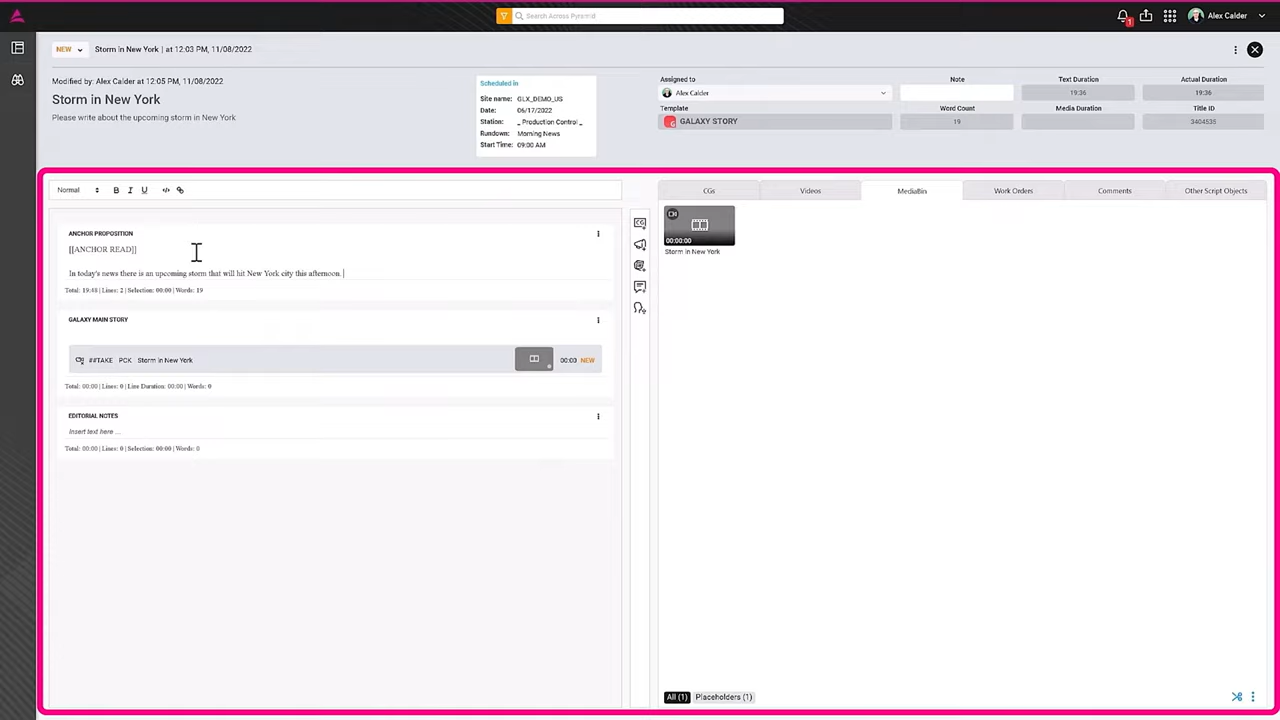 Search Across Pyramid
1
Alex Calder
NEW
Storm in New York | at 12:03 PM, 11/08/2022
Modified by: Alex Calder at 12:05 PM, 11/08/2022
Storm in New York
Please write about the upcoming storm in New York
Scheduled in
Site name: GLX_DEMO_US
Date: 06/17/2022
Station: _ Production Control _
Rundown: Morning News
Start Time: 09:00 AM
Assigned to
Note
Text Duration
Actual Duration
Alex Calder
19:36
19:36
Template
Word Count
Media Duration
Title ID
GALAXY STORY
19
3404535
Normal
B I U </>
CGs
Videos
MediaBin
Work Orders
Comments
Other Script Objects
ANCHOR PROPOSITION
[[ANCHOR READ]]
In today's news there is an upcoming storm that will hit New York city this afternoon.
Total: 19:48 | Lines: 2 | Selection: 00:00 | Words: 19
GALAXY MAIN STORY
##TAKE PCK Storm in New York
00:00 NEW
Total: 00:00 | Lines: 0 | Line Duration: 00:00 | Words: 0
EDITORIAL NOTES
Insert text here ...
Total: 00:00 | Lines: 0 | Selection: 00:00 | Words: 0
CG
00:00:00
Storm in New York
All (1)
Placeholders (1)